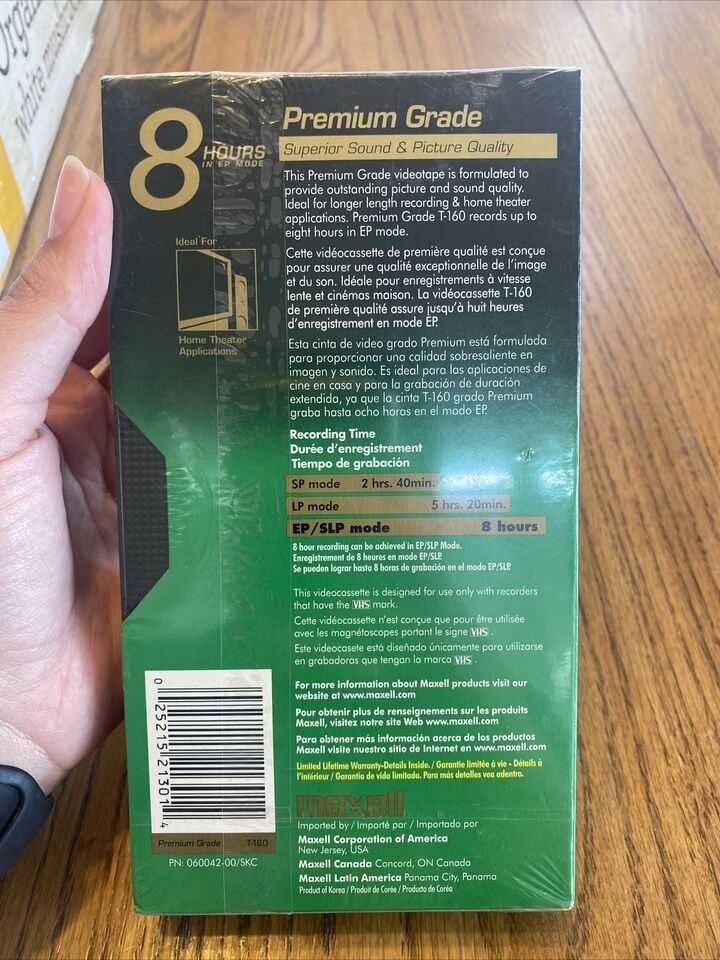 Orga
white
8
HOURS
IN EP MODE
Premium Grade
Superior Sound & Picture Quality
This Premium Grade videotape is formulated to
provide outstanding picture and sound quality.
Ideal for longer length recording & home theater
applications. Premium Grade T-160 records up to
eight hours in EP mode.
Cette vidéocassette de première qualité est conçue
pour assurer une qualité exceptionnelle de l'image
et du son. Idéale pour enregistrements à vitesse
lente et cinémas maison. La vidéocassette T-160
de première qualité assure jusqu'à huit heures
d'enregistrement en mode EP.
Esta cinta de video grado Premium está formulada
para proporcionar una calidad sobresaliente en
imagen y sonido. Es ideal para las aplicaciones de
cine en casa y para la grabación de duración
extendida, ya que la cinta T-160 grado Premium
graba hasta ocho horas en el modo EP.
Ideal For
Home Theater
Applications
Recording Time
Durée d'enregistrement
Tiempo de grabación
SP mode 2 hrs. 40min.
LP mode 5 hrs. 20min.
EP/SLP mode 8 hours
8 hour recording can be achieved in EP/SLP Mode.
Enregistrement de 8 heures en mode EP/SLP.
Se pueden lograr hasta 8 horas de grabación en el modo EP/SLP.
This videocassette is designed for use only with recorders
that have the VHS mark.
Cette vidéocassette n'est conçue que pour être utilisée
avec les magnétoscopes portant le signe VHS .
Este videocasete está diseñado únicamente para utilizarse
en grabadoras que tengan la marca VHS .
For more information about Maxell products visit our
website at www.maxell.com
Pour obtenir plus de renseignements sur les produits
Maxell, visitez notre site Web www.maxell.com
Para obtener más información acerca de los productos
Maxell visite nuestro sitio de Internet en www.maxell.com
Limited Lifetime Warranty-Details Inside. / Garantie limitée à vie - Détails à
l'intérieur / Garantía de vida limitada. Para más detalles vea adentro.
maxell
Imported by / Importé par / Importado por
Maxell Corporation of America
New Jersey, USA
Maxell Canada Concord, ON Canada
Maxell Latin America Panama City, Panama
Product of Korea / Produit de Corée / Producto de Coréa
0 25215 21301 4
Premium Grade T-160
PN: 060042-00/SKC